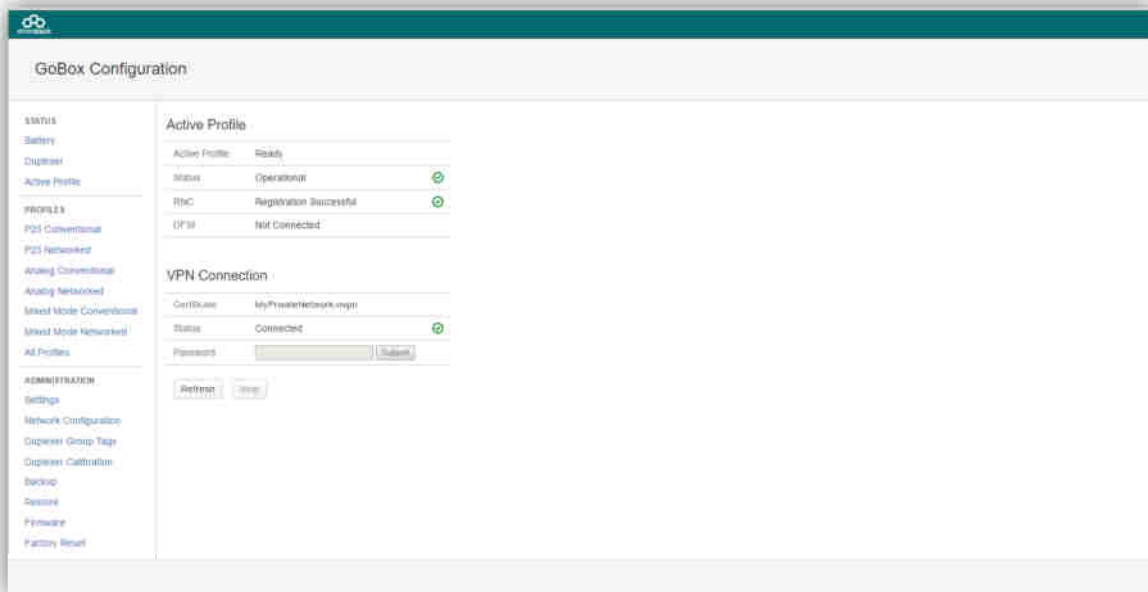 GoBox Configuration
STATUS
Battery
Duplexer
Active Profile
PROFILES
P25 Conventional
P25 Networked
Analog Conventional
Analog Networked
Mixed Mode Conventional
Mixed Mode Networked
All Profiles
ADMINISTRATION
Settings
Network Configuration
Duplexer Group Tags
Duplexer Calibration
Backup
Restore
Firmware
Factory Reset
Active Profile
Active Profile Ready
Status Operational
RNC Registration Successful
DFSI Not Connected
VPN Connection
Certificate MyPrivateNetwork.ovpn
Status Connected
Password Submit
Refresh Stop